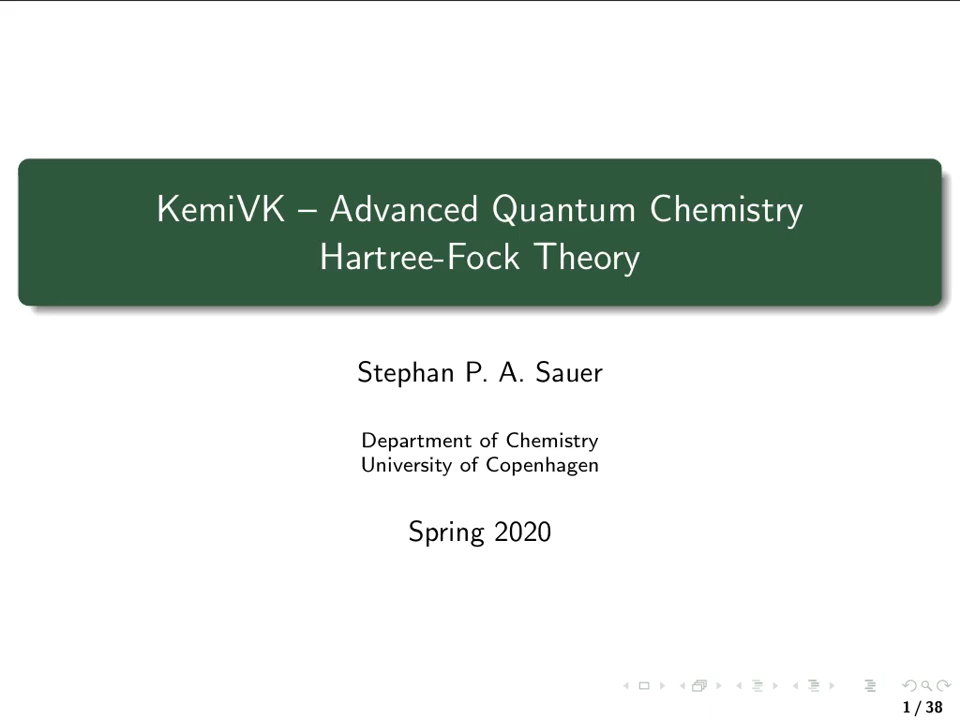 KemiVK – Advanced Quantum Chemistry
Hartree-Fock Theory
Stephan P. A. Sauer
Department of Chemistry
University of Copenhagen
Spring 2020
1 / 38